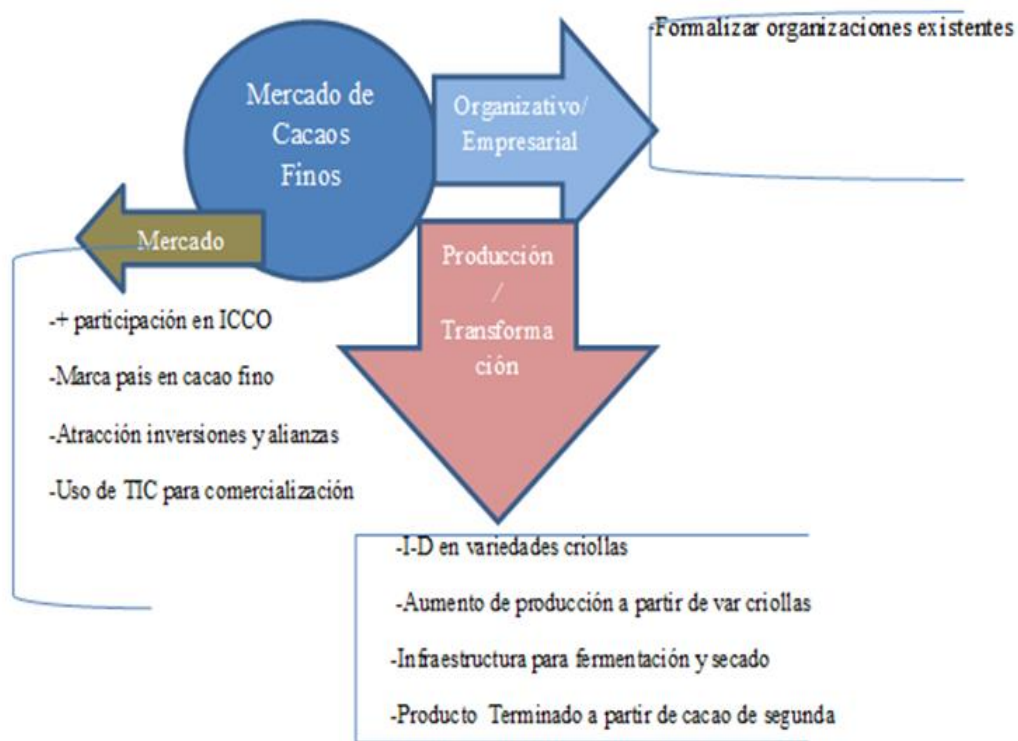 Mercado de
Cacaos
Finos
Organizativo/
Empresarial
-Formalizar organizaciones existentes
Mercado
-+ participación en ICCO
-Marca país en cacao fino
-Atracción inversiones y alianzas
-Uso de TIC para comercialización
Producción
/
Transforma
ción
-I-D en variedades criollas
-Aumento de producción a partir de var criollas
-Infraestructura para fermentación y secado
-Producto Terminado a partir de cacao de segunda